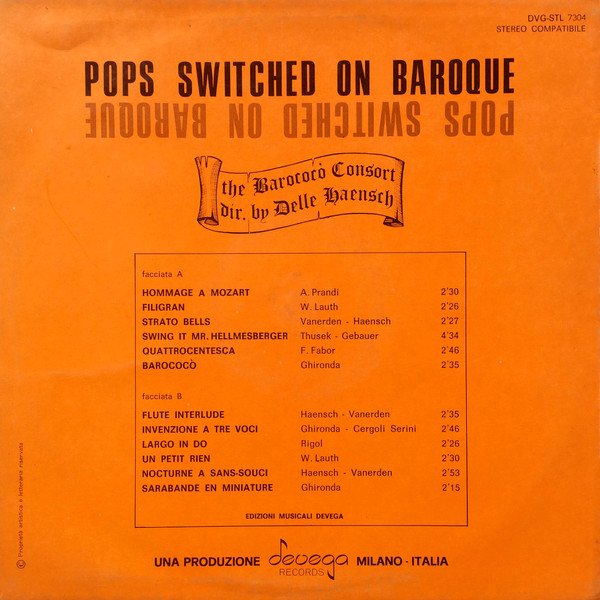 DVG-STL 7304
STEREO COMPATIBILE
POPS SWITCHED ON BAROQUE
POPS SWITCHED ON BAROQUE
the Barococò Consort
dir. by Delle Haensch
facciata A
HOMMAGE A MOZART A. Prandi 2'30
FILIGRAN W. Lauth 2'26
STRATO BELLS Vanerden - Haensch 2'27
SWING IT MR. HELLMESBERGER Thusek - Gebauer 4'34
QUATTROCENTESCA F. Fabor 2'46
BAROCOCÒ Ghironda 2'35
facciata B
FLUTE INTERLUDE Haensch - Vanerden 2'35
INVENZIONE A TRE VOCI Ghironda - Cergoli Serini 2'46
LARGO IN DO Rigol 2'26
UN PETIT RIEN W. Lauth 2'30
NOCTURNE A SANS-SOUCI Haensch - Vanerden 2'53
SARABANDE EN MINIATURE Ghironda 2'15
EDIZIONI MUSICALI DEVEGA
UNA PRODUZIONE devega RECORDS MILANO - ITALIA
© Proprietà artistica e letteraria riservata